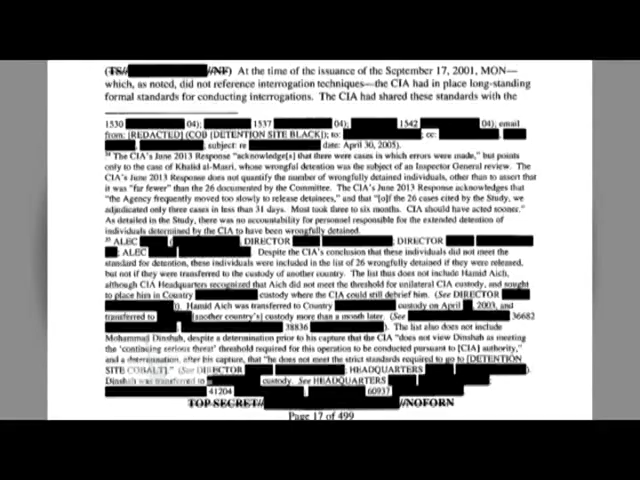 (TS// //NF) At the time of the issuance of the September 17, 2001, MON—
which, as noted, did not reference interrogation techniques—the CIA had in place long-standing
formal standards for conducting interrogations. The CIA had shared these standards with the
1530 04); 1537 04); 1542 04); email
from: [REDACTED] (COB [DETENTION SITE BLACK]); to: ; cc:
; subject: re date: April 30, 2005).
34 The CIA's June 2013 Response "acknowledge[s] that there were cases in which errors were made," but points
only to the case of Khalid al-Masri, whose wrongful detention was the subject of an Inspector General review. The
CIA's June 2013 Response does not quantify the number of wrongfully detained individuals, other than to assert that
it was "far fewer" than the 26 documented by the Committee. The CIA's June 2013 Response acknowledges that
"the Agency frequently moved too slowly to release detainees," and that "[o]f the 26 cases cited by the Study, we
adjudicated only three cases in less than 31 days. Most took three to six months. CIA should have acted sooner."
As detailed in the Study, there was no accountability for personnel responsible for the extended detention of
individuals determined by the CIA to have been wrongfully detained.
35 ALEC ( DIRECTOR ; DIRECTOR
; ALEC Despite the CIA's conclusion that these individuals did not meet the
standard for detention, these individuals were included in the list of 26 wrongfully detained if they were released,
but not if they were transferred to the custody of another country. The list thus does not include Hamid Aich,
although CIA Headquarters recognized that Aich did not meet the threshold for unilateral CIA custody, and sought
to place him in Country custody where the CIA could still debrief him. (See DIRECTOR
.) Hamid Aich was transferred to Country custody on April , 2003, and
transferred to [another country's] custody more than a month later. (See 36682
38836 ). The list also does not include
Mohammad Dinshah, despite a determination prior to his capture that the CIA "does not view Dinshah as meeting
the 'continuing serious threat' threshold required for this operation to be conducted pursuant to [CIA] authority,"
and a determination, after his capture, that "he does not meet the strict standards required to go to [DETENTION
SITE COBALT]." (See DIRECTOR ; HEADQUARTERS ).
Dinshah was transferred to custody. See HEADQUARTERS ;
41204 60937
TOP SECRET// //NOFORN
Page 17 of 499